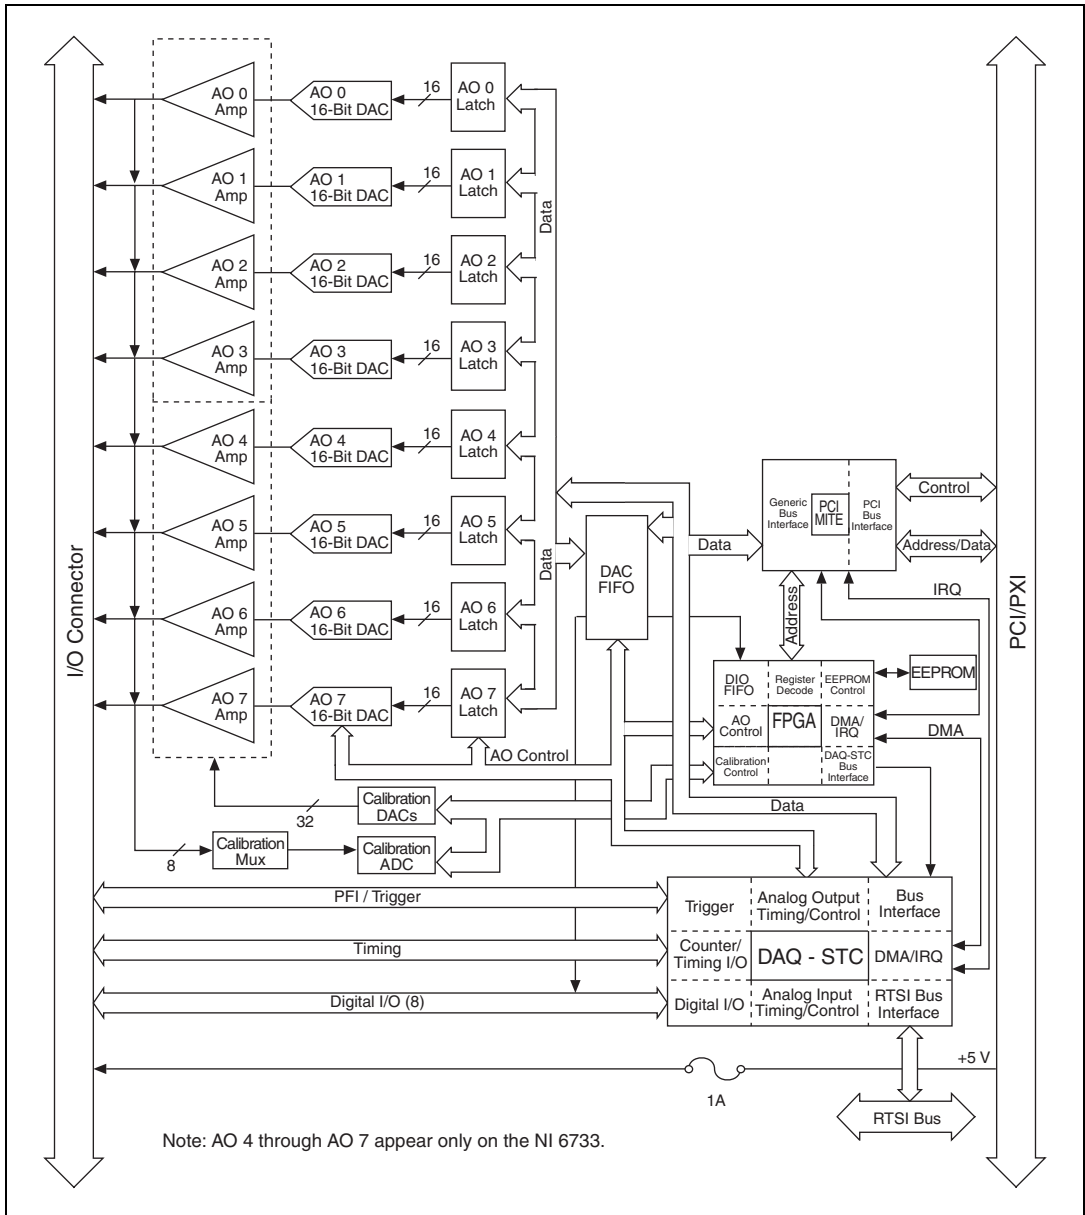 AO 0
Amp
AO 0
16-Bit DAC
16
AO 0
Latch
AO 1
Amp
AO 1
16-Bit DAC
16
AO 1
Latch
Data
AO 2
Amp
AO 2
16-Bit DAC
16
AO 2
Latch
AO 3
Amp
AO 3
16-Bit DAC
16
AO 3
Latch
AO 4
Amp
AO 4
16-Bit DAC
16
AO 4
Latch
AO 5
Amp
AO 5
16-Bit DAC
16
AO 5
Latch
Data
AO 6
Amp
AO 6
16-Bit DAC
16
AO 6
Latch
AO 7
Amp
AO 7
16-Bit DAC
16
AO 7
Latch
I/O Connector
PCI/PXI
DAC
FIFO
Data
Generic
Bus
Interface
PCI
MITE
PCI
Bus
Interface
Control
Address/Data
IRQ
Address
DIO
FIFO
Register
Decode
EEPROM
Control
EEPROM
AO
Control
FPGA
DMA/
IRQ
DMA
Calibration
Control
DAQ-STC
Bus
Interface
AO Control
Data
32
Calibration
DACs
8
Calibration
Mux
Calibration
ADC
PFI / Trigger
Timing
Digital I/O (8)
Trigger
Analog Output
Timing/Control
Bus
Interface
Counter/
Timing I/O
DAQ - STC
DMA/IRQ
Digital I/O
Analog Input
Timing/Control
RTSI Bus
Interface
+5 V
1A
RTSI Bus
Note: AO 4 through AO 7 appear only on the NI 6733.